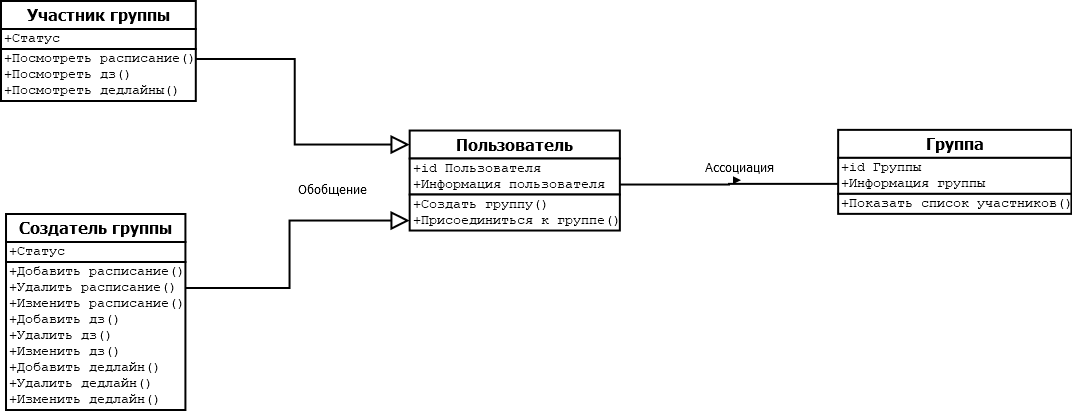 Участник группы
+Статус
+Посмотреть расписание()
+Посмотреть дз()
+Посмотреть дедлайны()
Обобщение
Создатель группы
+Статус
+Добавить расписание()
+Удалить расписание()
+Изменить расписание()
+Добавить дз()
+Удалить дз()
+Изменить дз()
+Добавить дедлайн()
+Удалить дедлайн()
+Изменить дедлайн()
Пользователь
+id Пользователя
+Информация пользователя
+Создать группу()
+Присоединиться к группе()
Ассоциация
Группа
+id Группы
+Информация группы
+Показать список участников()